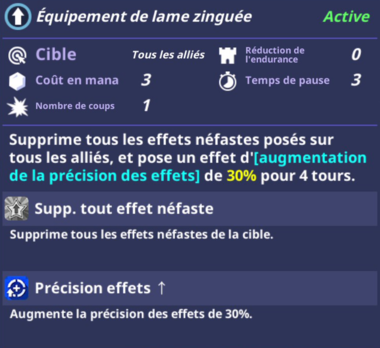 Équipement de lame zinguée Active
Cible Tous les alliés
Réduction de l'endurance 0
Coût en mana 3
Temps de pause 3
Nombre de coups 1
Supprime tous les effets néfastes posés sur
tous les alliés, et pose un effet d'[augmentation
de la précision des effets] de 30% pour 4 tours.
Supp. tout effet néfaste
Supprime tous les effets néfastes de la cible.
Précision effets ↑
Augmente la précision des effets de 30%.